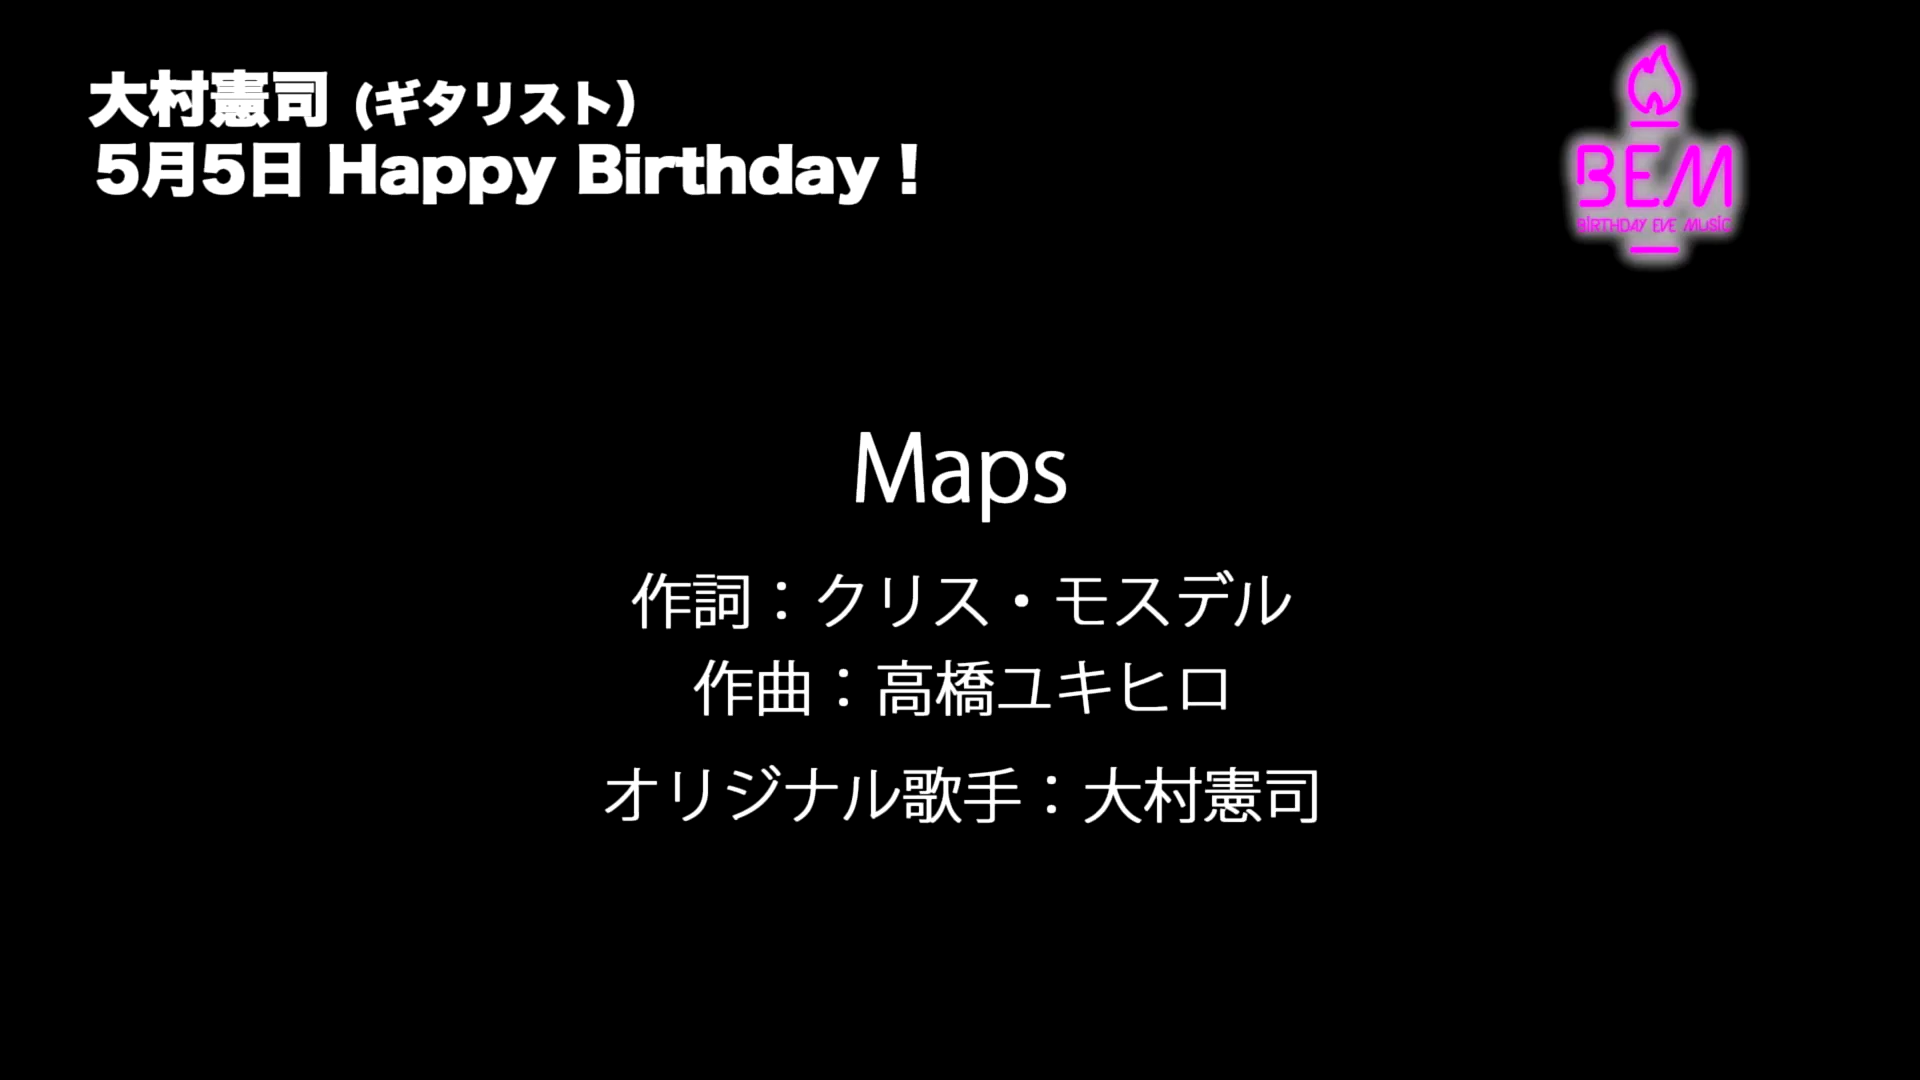 大村憲司 (ギタリスト)
5月5日 Happy Birthday！
BEM
BIRTHDAY EVE MUSIC
Maps
作詞：クリス・モスデル
作曲：高橋ユキヒロ
オリジナル歌手：大村憲司